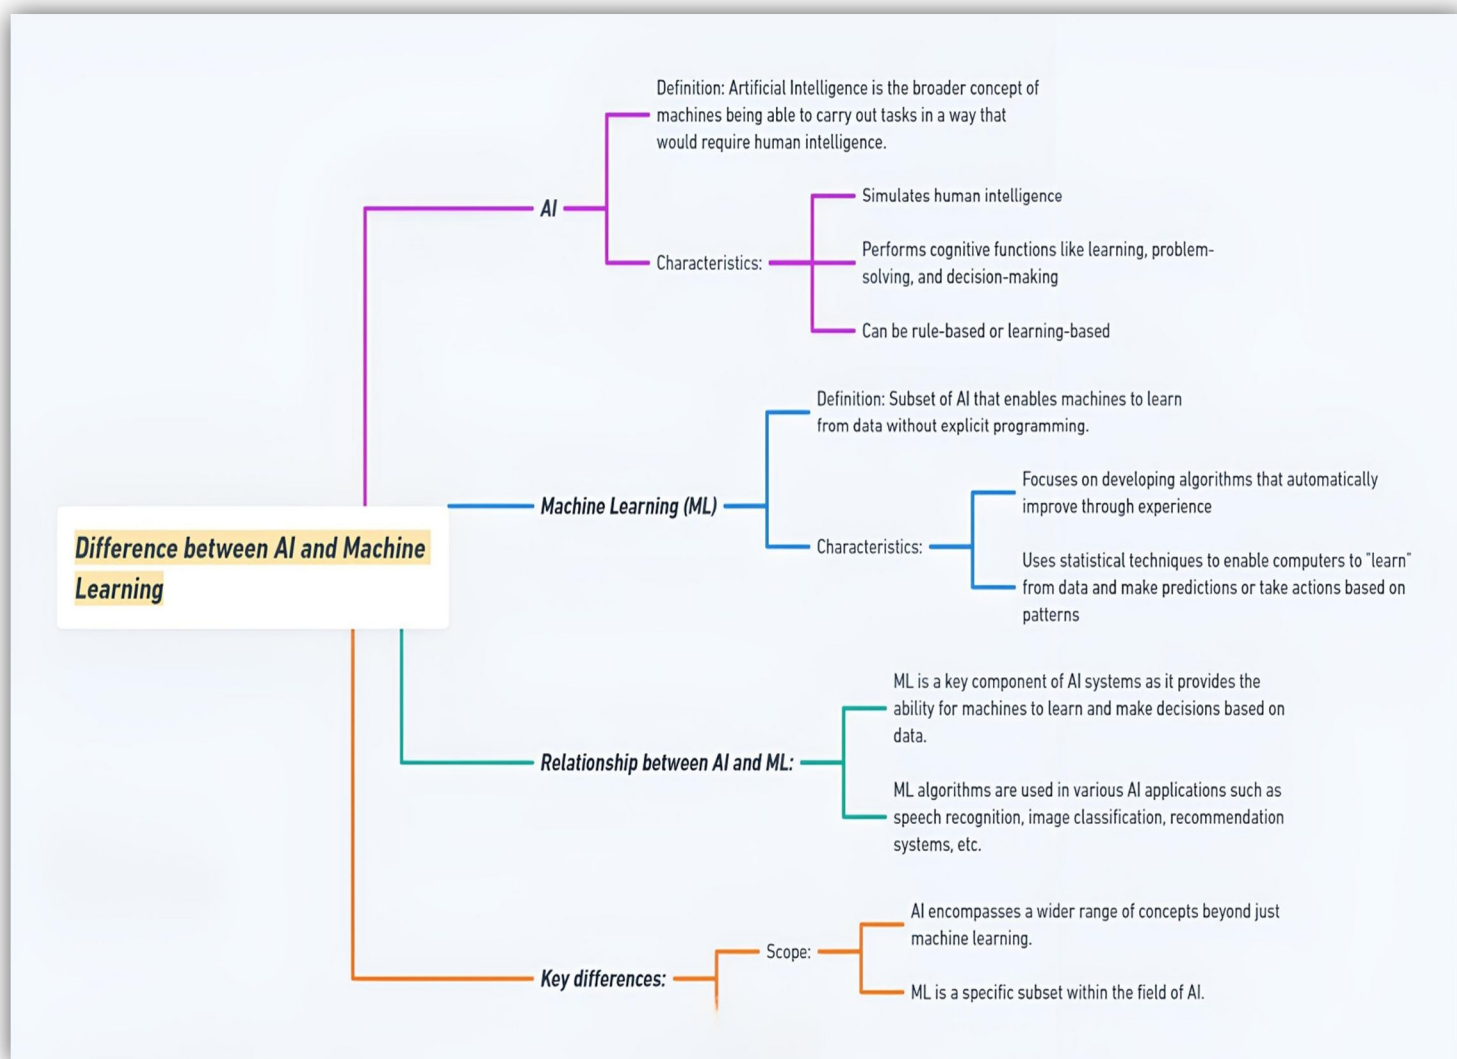 Definition: Artificial Intelligence is the broader concept of
machines being able to carry out tasks in a way that
would require human intelligence.
AI
Characteristics:
Simulates human intelligence
Performs cognitive functions like learning, problem-
solving, and decision-making
Can be rule-based or learning-based
Difference between AI and Machine
Learning
Machine Learning (ML)
Definition: Subset of AI that enables machines to learn
from data without explicit programming.
Characteristics:
Focuses on developing algorithms that automatically
improve through experience
Uses statistical techniques to enable computers to "learn"
from data and make predictions or take actions based on
patterns
Relationship between AI and ML:
ML is a key component of AI systems as it provides the
ability for machines to learn and make decisions based on
data.
ML algorithms are used in various AI applications such as
speech recognition, image classification, recommendation
systems, etc.
Key differences:
Scope:
AI encompasses a wider range of concepts beyond just
machine learning.
ML is a specific subset within the field of AI.